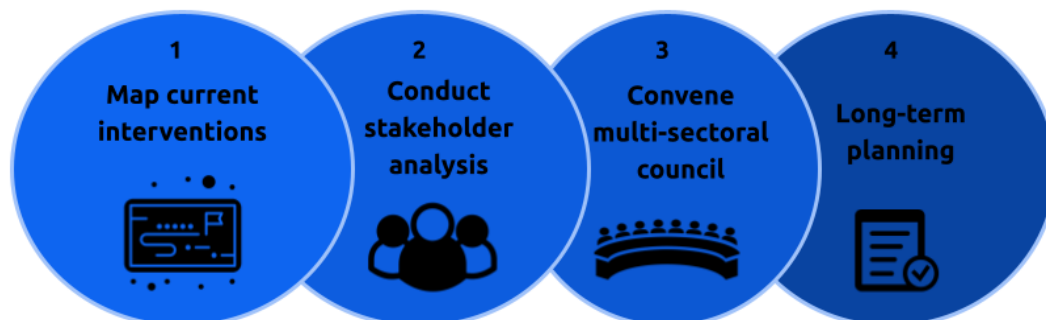 1
Map current
interventions
2
Conduct
stakeholder
analysis
3
Convene
multi-sectoral
council
4
Long-term
planning